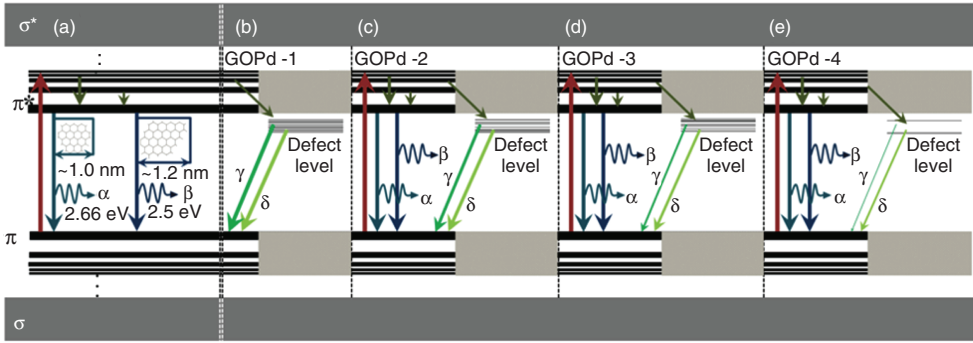 σ* (a) (b) (c) (d) (e)
GOPd -1 GOPd -2 GOPd -3 GOPd -4
π*
~1.0 nm
α
2.66 eV
~1.2 nm
β
2.5 eV
γ
δ
Defect
level
β
α
γ
δ
Defect
level
β
α
γ
δ
Defect
level
β
α
γ
δ
Defect
level
π
σ